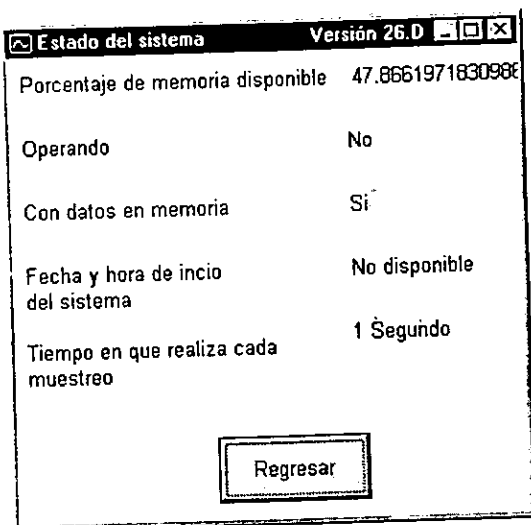 Estado del sistema Versión 26.D
Porcentaje de memoria disponible 47.8661971830986
Operando No
Con datos en memoria Si
Fecha y hora de incio No disponible
del sistema
Tiempo en que realiza cada 1 Segundo
muestreo
Regresar